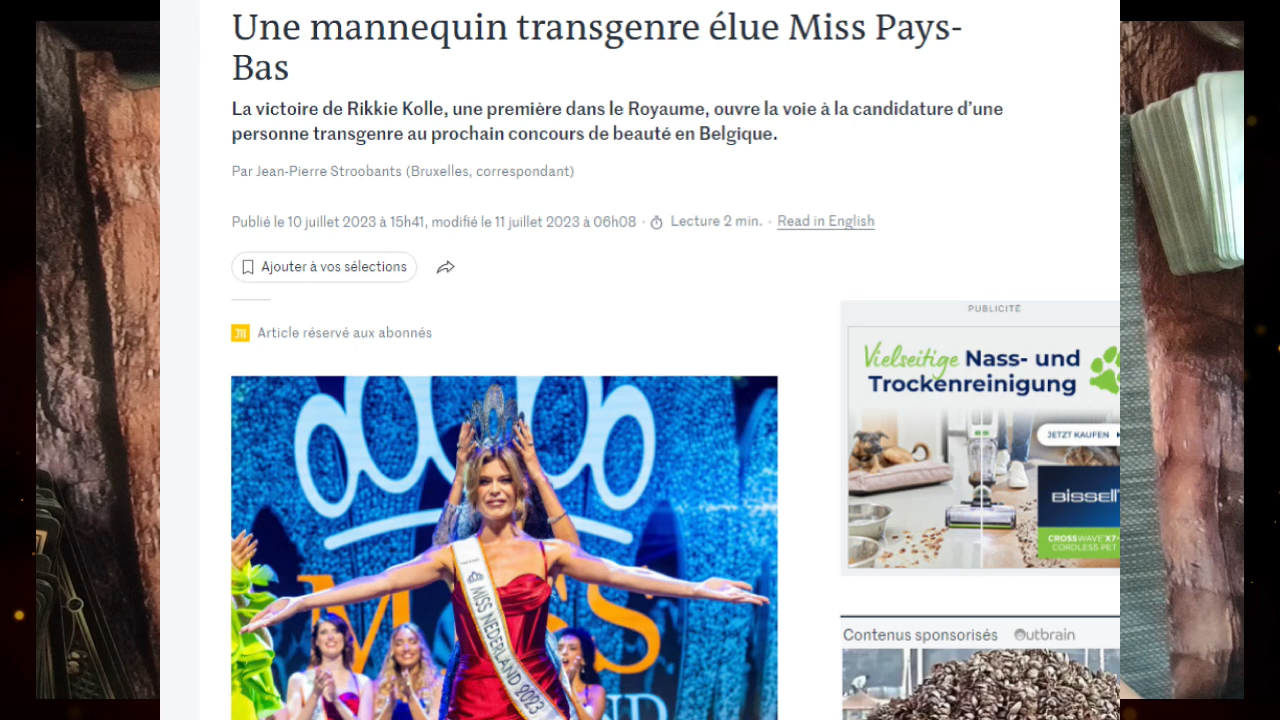 Une mannequin transgenre élue Miss Pays-
Bas
La victoire de Rikkie Kolle, une première dans le Royaume, ouvre la voie à la candidature d’une
personne transgenre au prochain concours de beauté en Belgique.
Par Jean-Pierre Stroobants (Bruxelles, correspondant)
Publié le 10 juillet 2023 à 15h41, modifié le 11 juillet 2023 à 06h08 · Lecture 2 min. · Read in English
Ajouter à vos sélections
Article réservé aux abonnés
MISS
ND
MISS NEDERLAND 2023
PUBLICITÉ
Vielseitige Nass- und
Trockenreinigung
JETZT KAUFEN
BISSELL
CROSSWAVE X7
CORDLESS PET
Contenus sponsorisés Outbrain